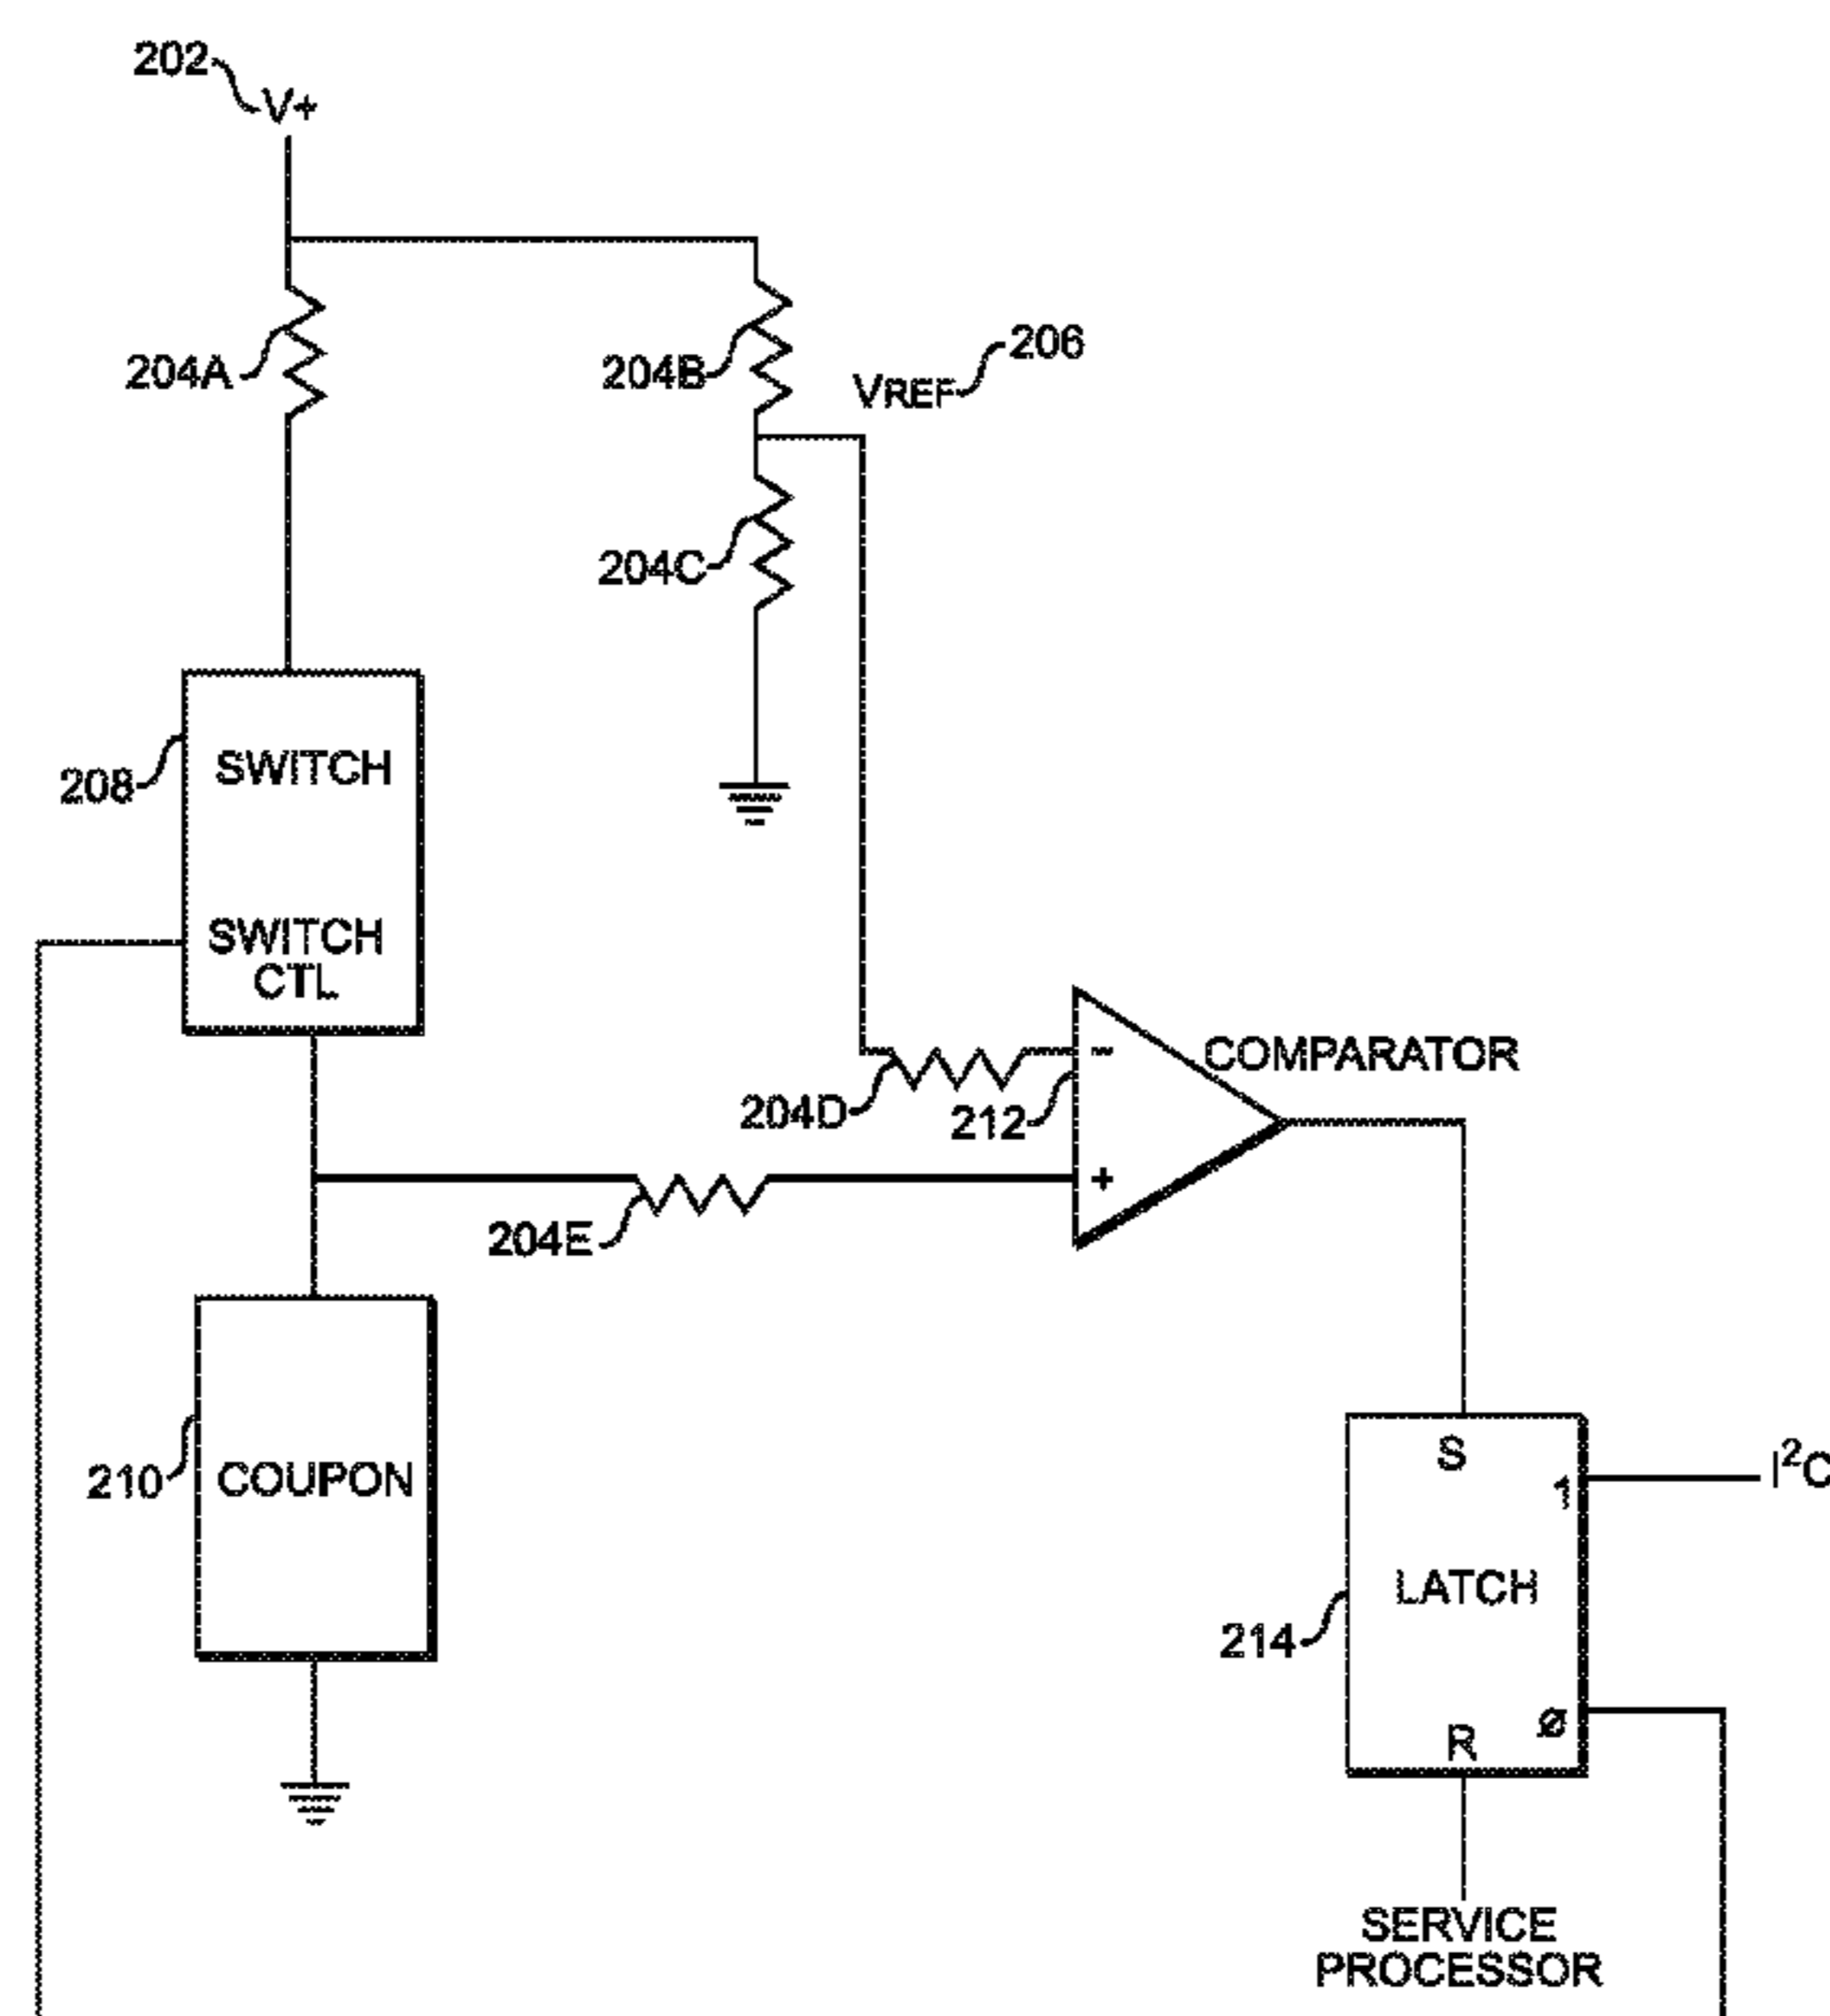 202
V+
204A
204B
VREF
206
204C
208
SWITCH
SWITCH
CTL
COMPARATOR
-
204D
212
+
204E
210
COUPON
S
1
I²C
LATCH
214
Ø
R
SERVICE
PROCESSOR